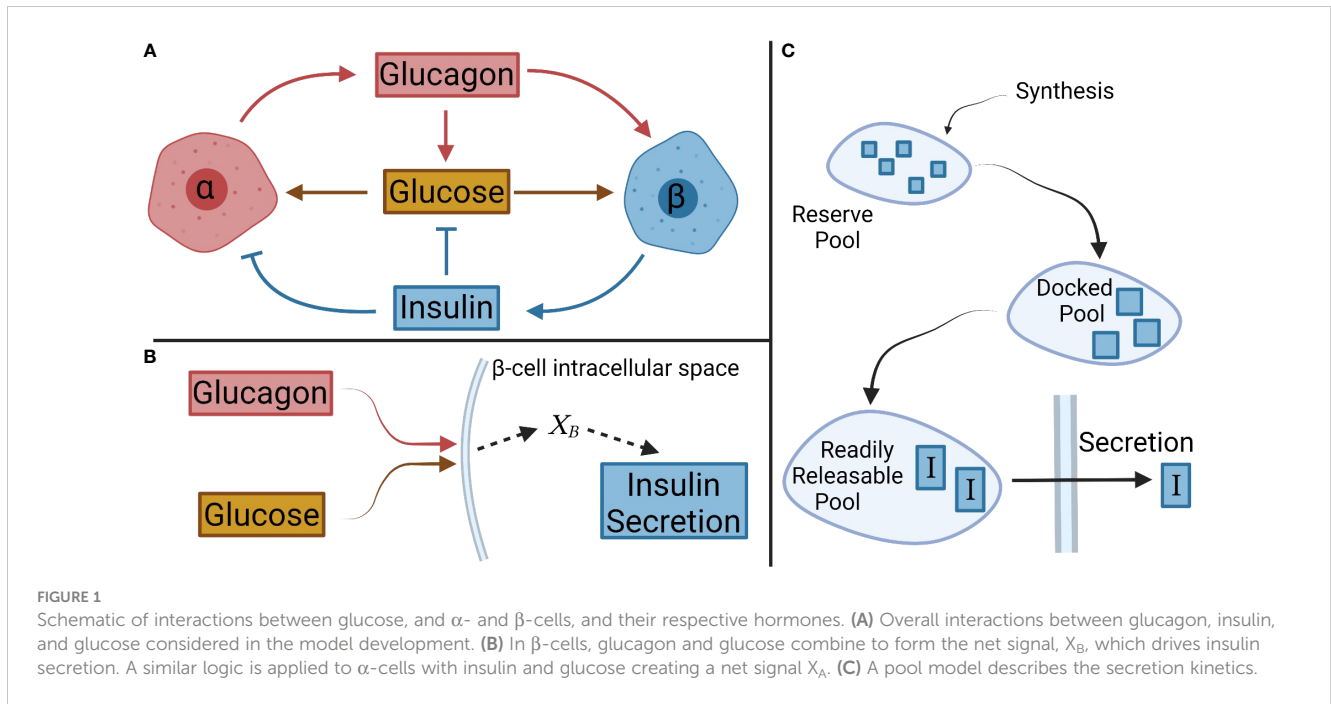 A
Glucagon
α
Glucose
β
Insulin
B
Glucagon
Glucose
β-cell intracellular space
X_B
Insulin
Secretion
C
Synthesis
Reserve
Pool
Docked
Pool
Readily
Releasable
Pool
I
I
Secretion
I
FIGURE 1
Schematic of interactions between glucose, and α- and β-cells, and their respective hormones. (A) Overall interactions between glucagon, insulin,
and glucose considered in the model development. (B) In β-cells, glucagon and glucose combine to form the net signal, X_B, which drives insulin
secretion. A similar logic is applied to α-cells with insulin and glucose creating a net signal X_A. (C) A pool model describes the secretion kinetics.